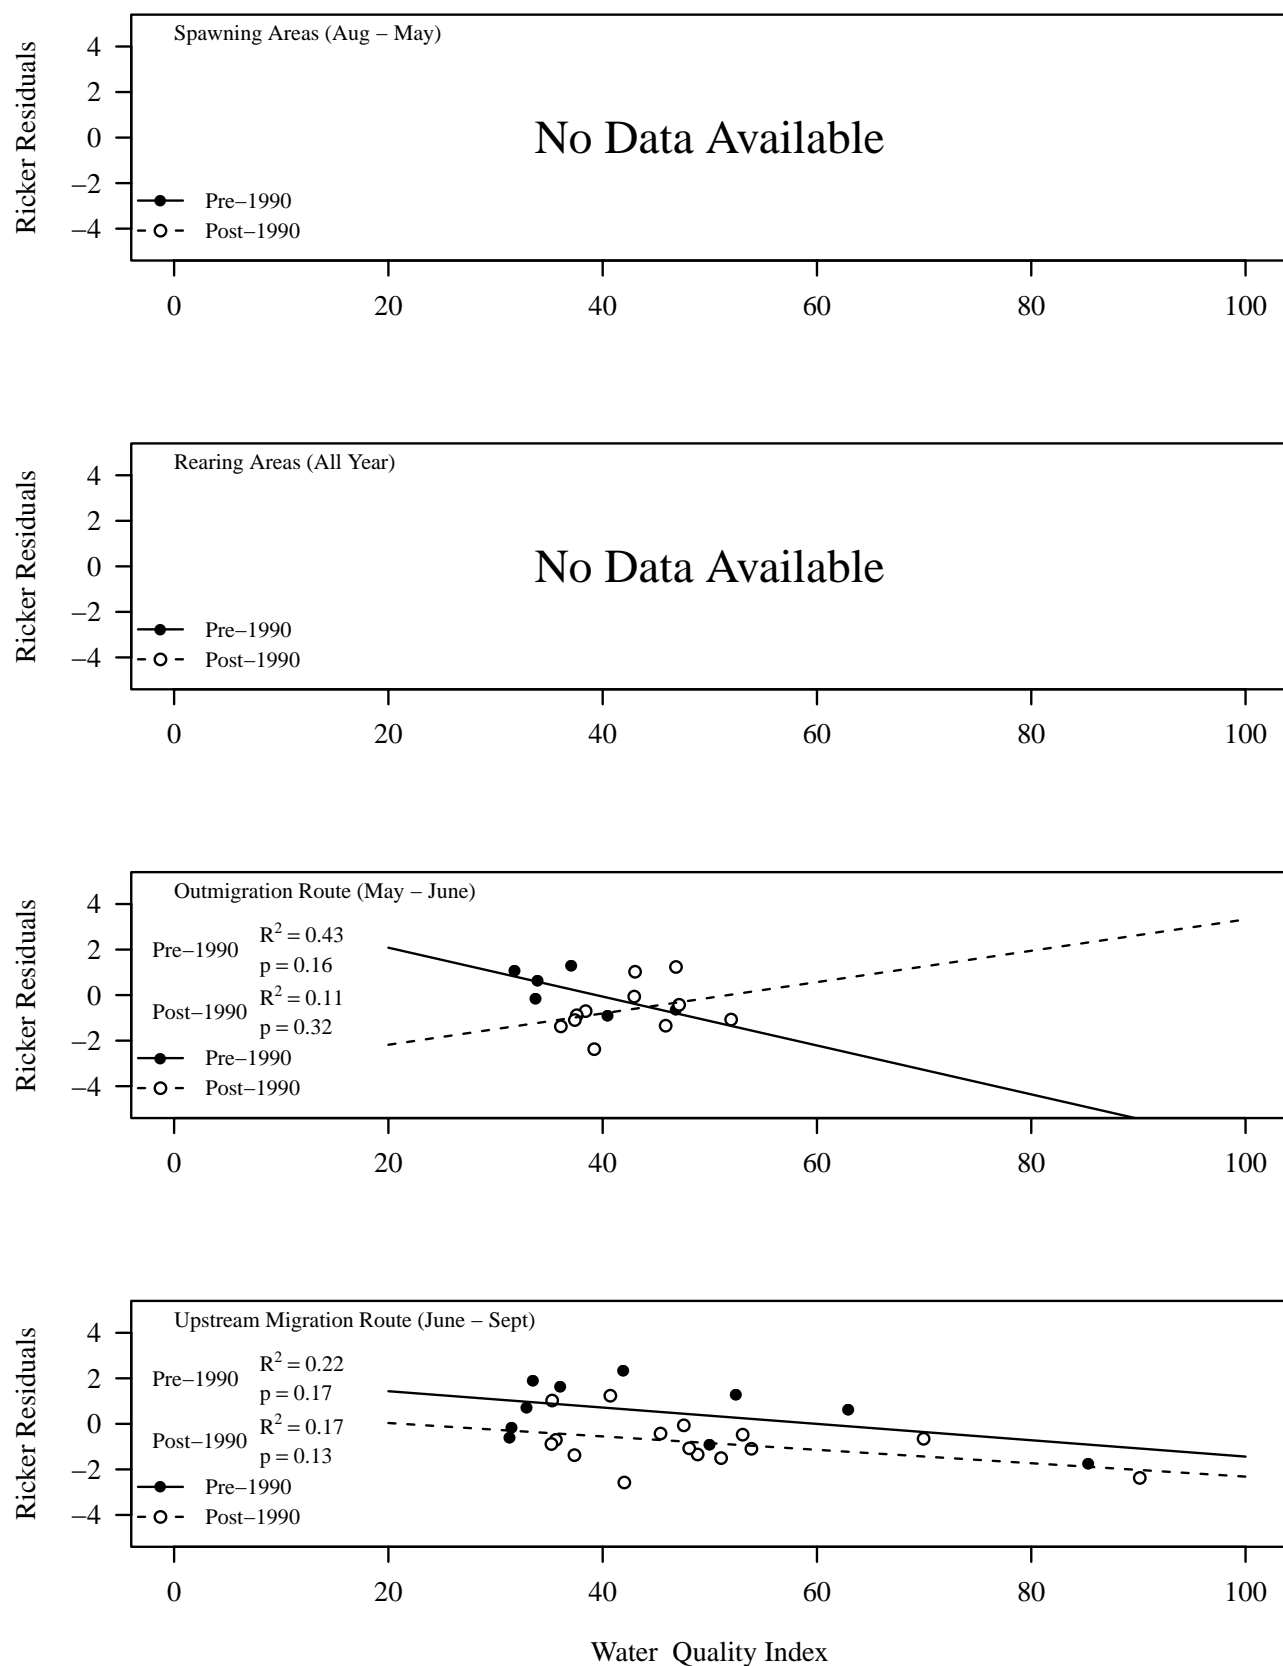 Spawning Areas (Aug – May)
Ricker Residuals
4
2
0
–2
–4
No Data Available
Pre–1990
Post–1990
0 20 40 60 80 100
Rearing Areas (All Year)
Ricker Residuals
4
2
0
–2
–4
No Data Available
Pre–1990
Post–1990
0 20 40 60 80 100
Outmigration Route (May – June)
Ricker Residuals
4
2
0
–2
–4
Pre–1990 R² = 0.43
p = 0.16
Post–1990 R² = 0.11
p = 0.32
Pre–1990
Post–1990
0 20 40 60 80 100
Upstream Migration Route (June – Sept)
Ricker Residuals
4
2
0
–2
–4
Pre–1990 R² = 0.22
p = 0.17
Post–1990 R² = 0.17
p = 0.13
Pre–1990
Post–1990
0 20 40 60 80 100
Water Quality Index